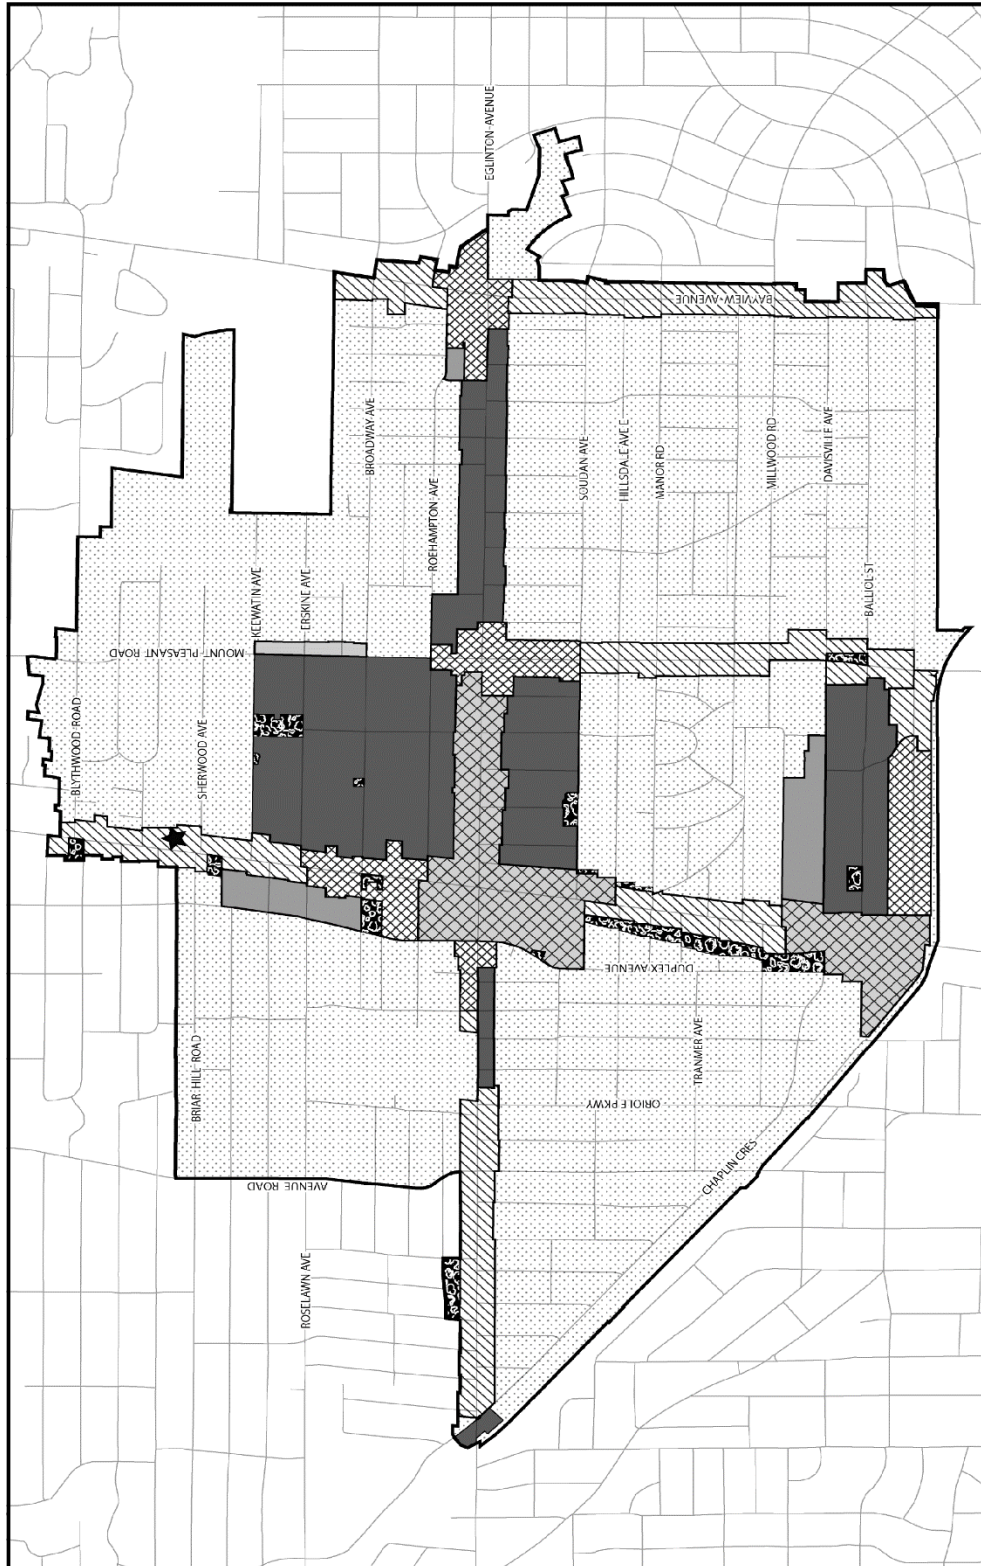 EGLINTON AVENUE
BAYVIEW AVENUE
BROADWAY AVE
ROEHAMPTON AVE
SOUDAN AVE
HILLSDALE AVE E
MANOR RD
MILLWOOD RD
DAVISVILLE AVE
BALLIOL ST
KEEWATIN AVE
ERSKINE AVE
MOUNT PLEASANT ROAD
BLYTHWOOD ROAD
SHERWOOD AVE
DUPLEX AVENUE
TRANMER AVE
BRIAR HILL ROAD
ORIOLE PKWY
CHAPLIN CRES
AVENUE ROAD
ROSELAWN AVE